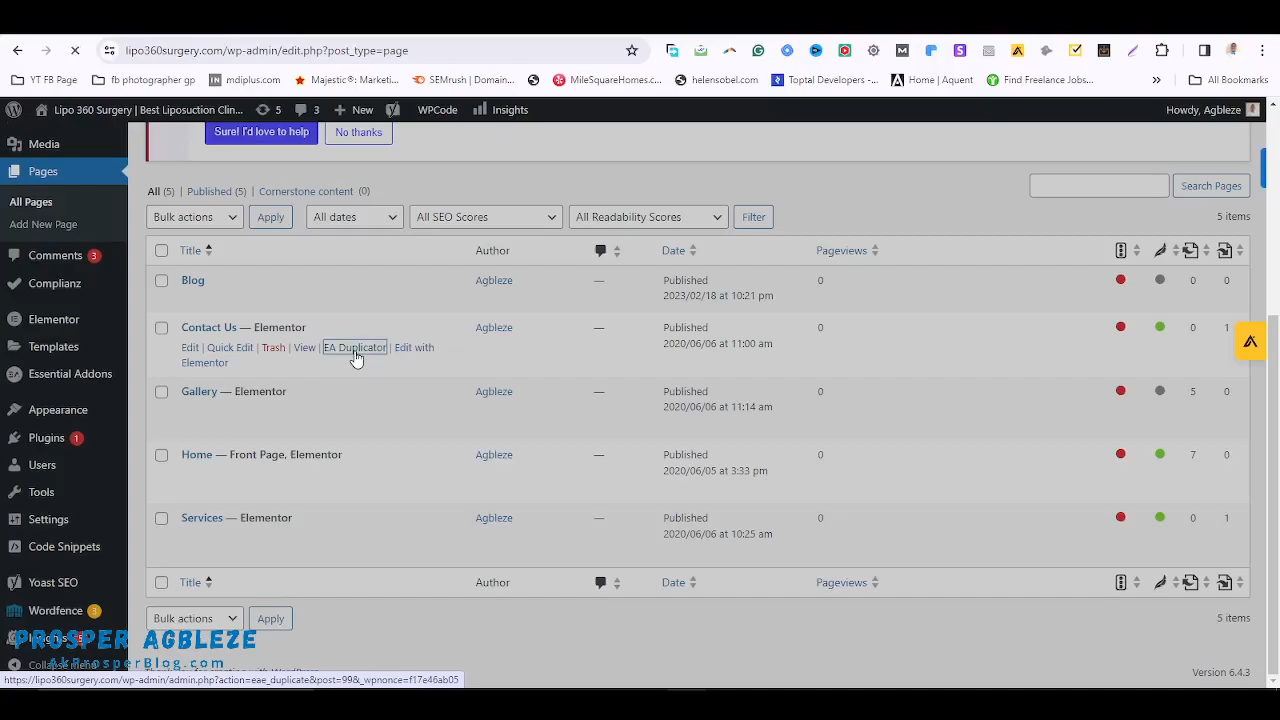 lipo360surgery.com/wp-admin/edit.php?post_type=page
YT FB Page
fb photographer gp
mdiplus.com
Majestic®: Marketi...
SEMrush | Domain...
MileSquareHomes.c...
helensobel.com
Toptal Developers -...
Home | Aquent
Find Freelance Jobs...
All Bookmarks
Lipo 360 Surgery | Best Liposuction Clin...
5
3
New
WPCode
Insights
Howdy, Agbleze
Media
Pages
All Pages
Add New Page
Comments 3
Complianz
Elementor
Templates
Essential Addons
Appearance
Plugins 1
Users
Tools
Settings
Code Snippets
Yoast SEO
Wordfence 3
Collapse menu
Sure! I'd love to help
No thanks
All (5) | Published (5) | Cornerstone content (0)
Search Pages
Bulk actions
Apply
All dates
All SEO Scores
All Readability Scores
Filter
5 items
Title
Author
Date
Pageviews
Blog
Agbleze
—
Published
2023/02/18 at 10:21 pm
0
0
0
Contact Us — Elementor
Edit | Quick Edit | Trash | View | EA Duplicator | Edit with
Elementor
Agbleze
—
Published
2020/06/06 at 11:00 am
0
0
1
Gallery — Elementor
Agbleze
—
Published
2020/06/06 at 11:14 am
0
5
0
Home — Front Page, Elementor
Agbleze
—
Published
2020/06/05 at 3:33 pm
0
7
0
Services — Elementor
Agbleze
—
Published
2020/06/06 at 10:25 am
0
0
1
Title
Author
Date
Pageviews
Bulk actions
Apply
5 items
PROSPER AGBLEZE
AkProsperBlog.com
Version 6.4.3
https://lipo360surgery.com/wp-admin/admin.php?action=eae_duplicate&post=99&_wpnonce=f17e46ab05